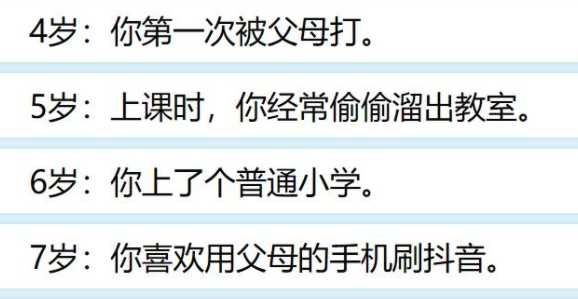 4岁：你第一次被父母打。
5岁：上课时，你经常偷偷溜出教室。
6岁：你上了个普通小学。
7岁：你喜欢用父母的手机刷抖音。